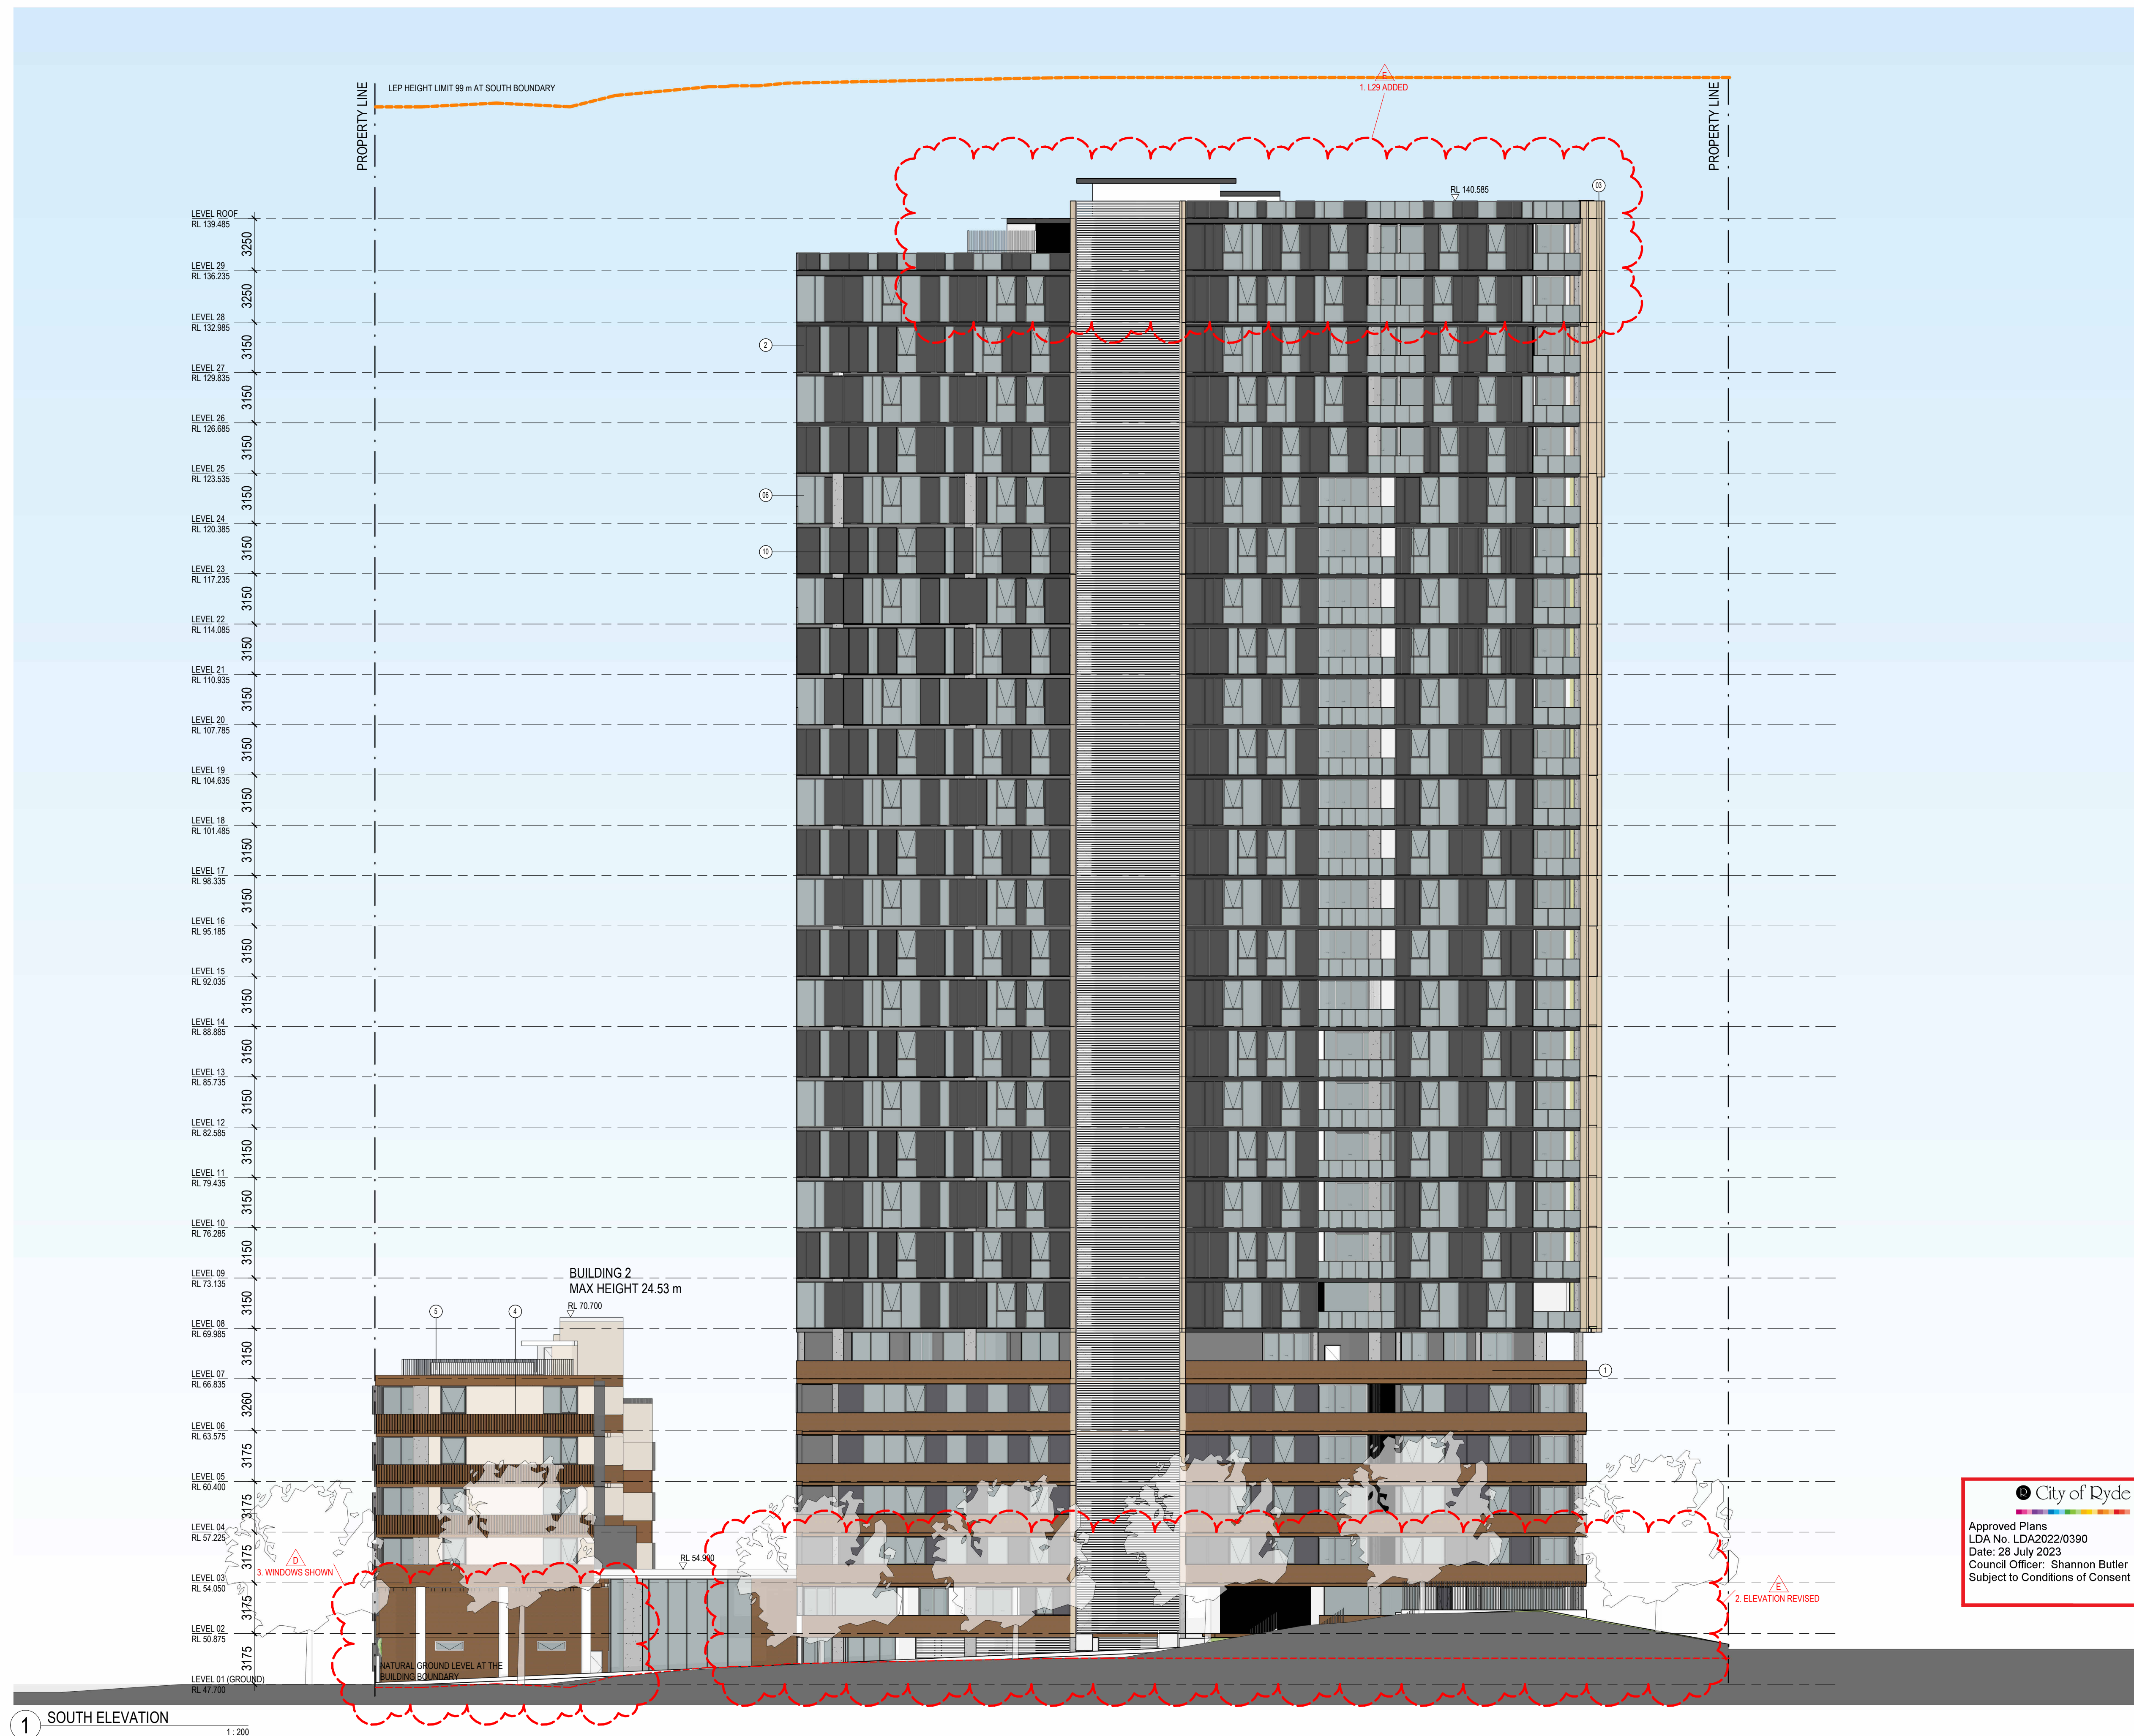 LEP HEIGHT LIMIT 99 m AT SOUTH BOUNDARY
PROPERTY LINE
PROPERTY LINE
E
1. L29 ADDED
RL 140.585
03
LEVEL ROOF
RL 139.485
3250
LEVEL 29
RL 136.235
3250
LEVEL 28
RL 132.985
2
3150
LEVEL 27
RL 129.835
3150
LEVEL 26
RL 126.685
3150
LEVEL 25
RL 123.535
06
3150
LEVEL 24
RL 120.385
10
3150
LEVEL 23
RL 117.235
3150
LEVEL 22
RL 114.085
3150
LEVEL 21
RL 110.935
3150
LEVEL 20
RL 107.785
3150
LEVEL 19
RL 104.635
3150
LEVEL 18
RL 101.485
3150
LEVEL 17
RL 98.335
3150
LEVEL 16
RL 95.185
3150
LEVEL 15
RL 92.035
3150
LEVEL 14
RL 88.885
3150
LEVEL 13
RL 85.735
3150
LEVEL 12
RL 82.585
3150
LEVEL 11
RL 79.435
3150
LEVEL 10
RL 76.285
3150
LEVEL 09
RL 73.135
BUILDING 2
MAX HEIGHT 24.53 m
RL 70.700
5
4
3150
LEVEL 08
RL 69.985
3150
1
LEVEL 07
RL 66.835
3260
LEVEL 06
RL 63.575
3175
LEVEL 05
RL 60.400
3175
LEVEL 04
RL 57.225
3175
D
3. WINDOWS SHOWN
RL 54.900
LEVEL 03
RL 54.050
3175
E
2. ELEVATION REVISED
LEVEL 02
RL 50.875
3175
NATURAL GROUND LEVEL AT THE
BUILDING BOUNDARY
LEVEL 01 (GROUND)
RL 47.700
R City of Ryde
Approved Plans
LDA No. LDA2022/0390
Date: 28 July 2023
Council Officer: Shannon Butler
Subject to Conditions of Consent
1 SOUTH ELEVATION
1 : 200